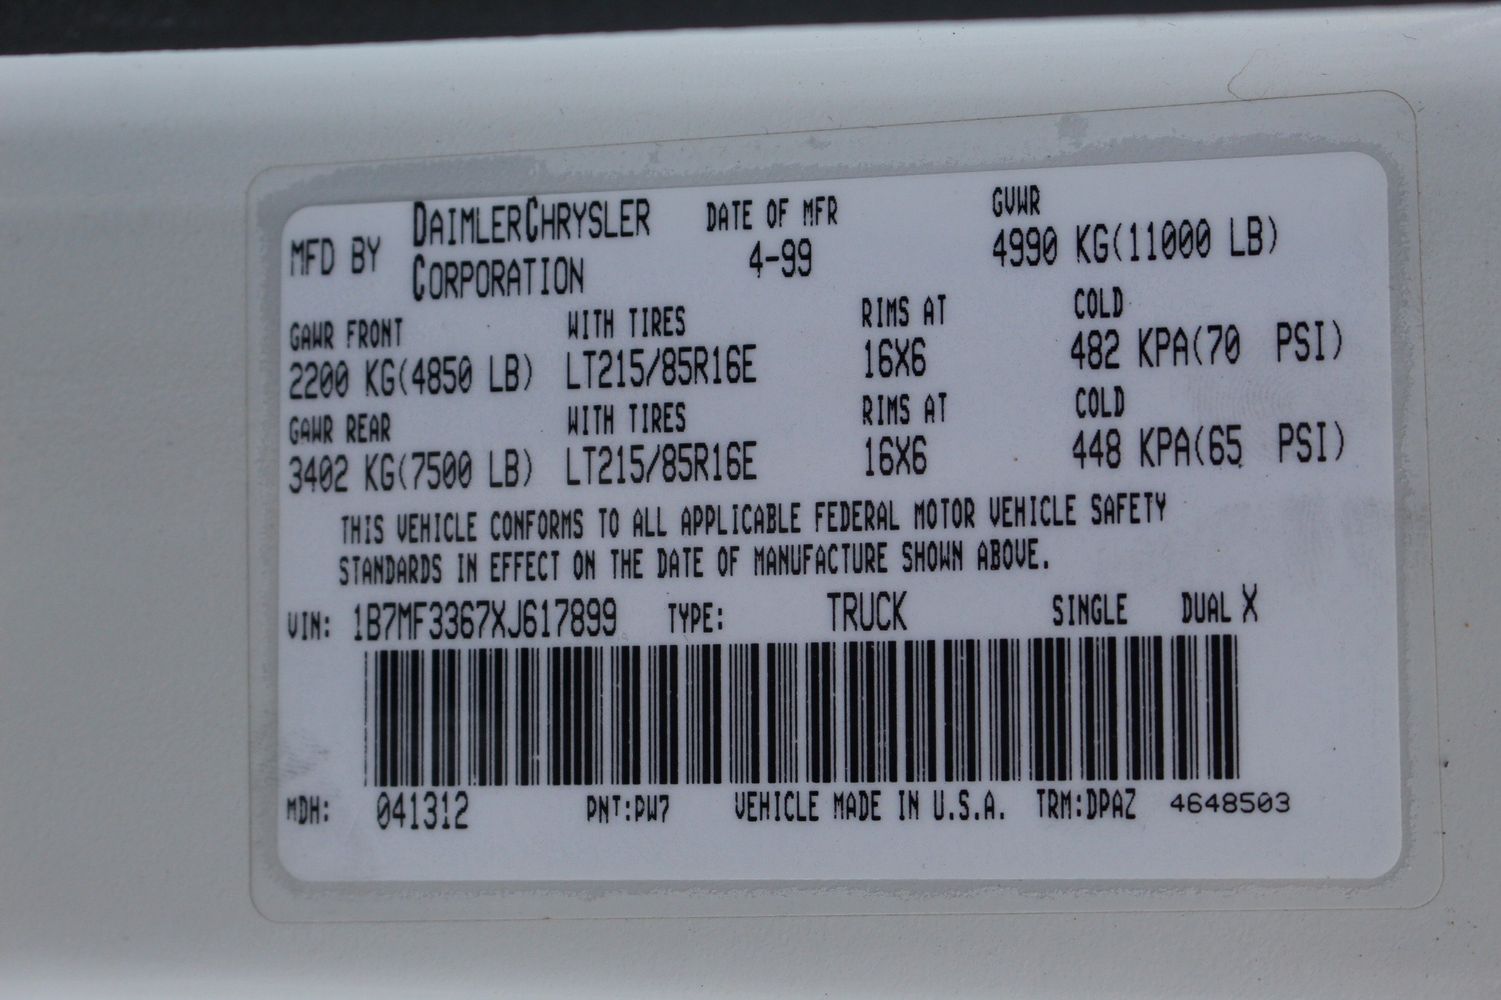 MFD BY DAIMLERCHRYSLER CORPORATION DATE OF MFR 4-99 GVWR 4990 KG(11000 LB)
GAWR FRONT WITH TIRES RIMS AT COLD
2200 KG(4850 LB) LT215/85R16E 16X6 482 KPA(70 PSI)
GAWR REAR WITH TIRES RIMS AT COLD
3402 KG(7500 LB) LT215/85R16E 16X6 448 KPA(65 PSI)
THIS VEHICLE CONFORMS TO ALL APPLICABLE FEDERAL MOTOR VEHICLE SAFETY
STANDARDS IN EFFECT ON THE DATE OF MANUFACTURE SHOWN ABOVE.
VIN: 1B7MF3367XJ617899 TYPE: TRUCK SINGLE DUAL X
MDH: 041312 PNT:PW7 VEHICLE MADE IN U.S.A. TRM:DPAZ 4648503